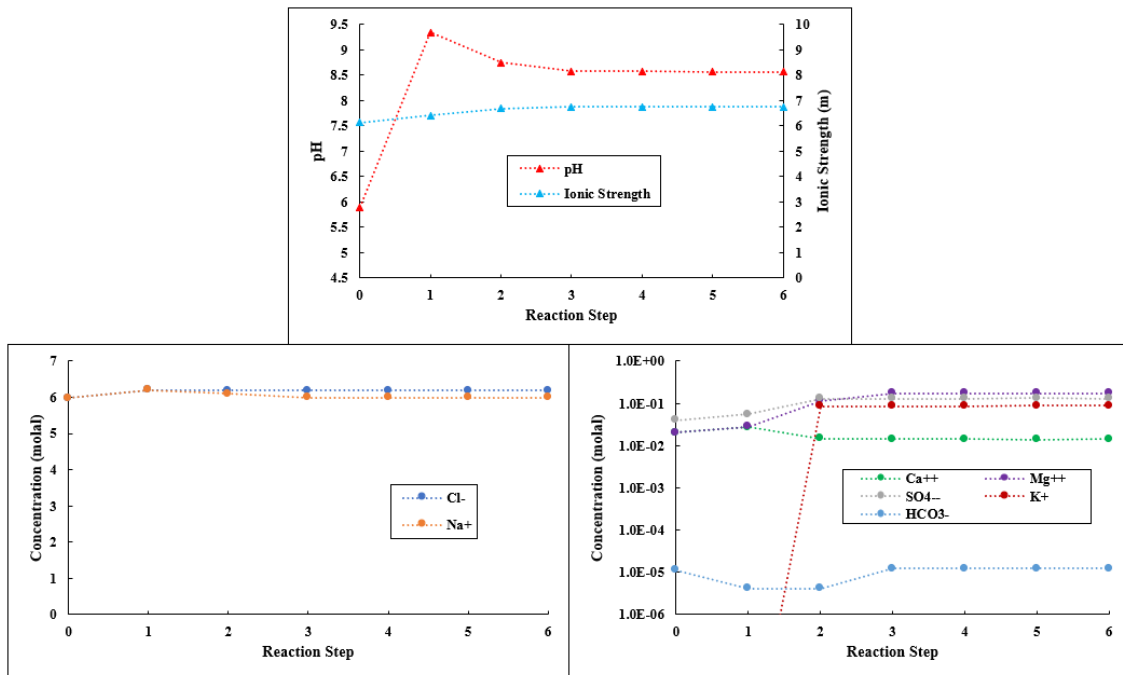 9.5
9
8.5
8
7.5
7
6.5
6
5.5
5
4.5
pH
10
9
8
7
6
5
4
3
2
1
0
Ionic Strength (m)
pH
Ionic Strength
0 1 2 3 4 5 6
Reaction Step
7
6
5
4
3
2
1
0
Concentration (molal)
Cl-
Na+
0 1 2 3 4 5 6
Reaction Step
1.0E+00
1.0E-01
1.0E-02
1.0E-03
1.0E-04
1.0E-05
1.0E-06
Concentration (molal)
Ca++ Mg++
SO4-- K+
HCO3-
0 1 2 3 4 5 6
Reaction Step